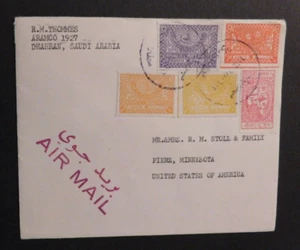 R.H.THOMMES
ARAMCO 1927
DHAHRAN, SAUDI ARABIA
بريد جوي
AIR MAIL
MR.&MRS. R. M. STOLL & FAMILY
PIERZ, MINNESOTA
UNITED STATES OF AMERICA